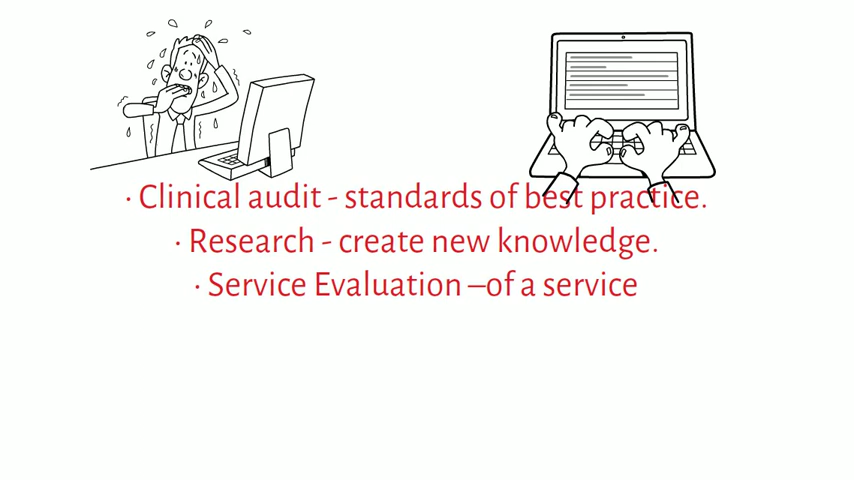 · Clinical audit - standards of best practice.
· Research - create new knowledge.
· Service Evaluation –of a service